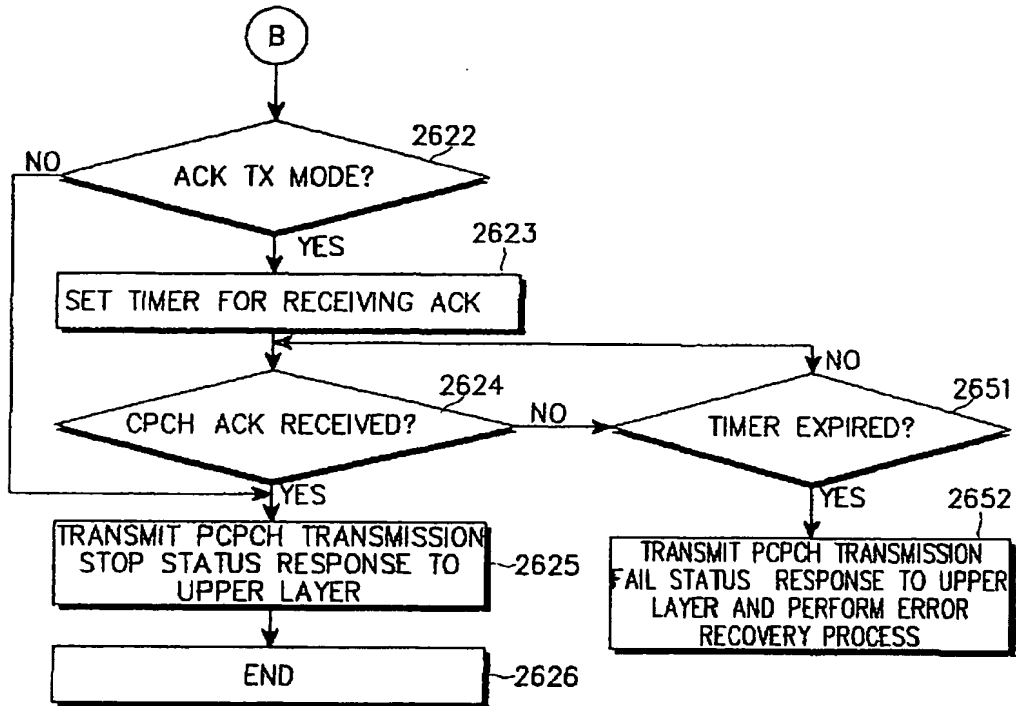 B
2622
NO
ACK TX MODE?
YES
2623
SET TIMER FOR RECEIVING ACK
NO
2624
2651
CPCH ACK RECEIVED?
NO
TIMER EXPIRED?
YES
YES
2652
TRANSMIT PCPCH TRANSMISSION
STOP STATUS RESPONSE TO
UPPER LAYER
2625
TRANSMIT PCPCH TRANSMISSION
FAIL STATUS RESPONSE TO UPPER
LAYER AND PERFORM ERROR
RECOVERY PROCESS
END
2626